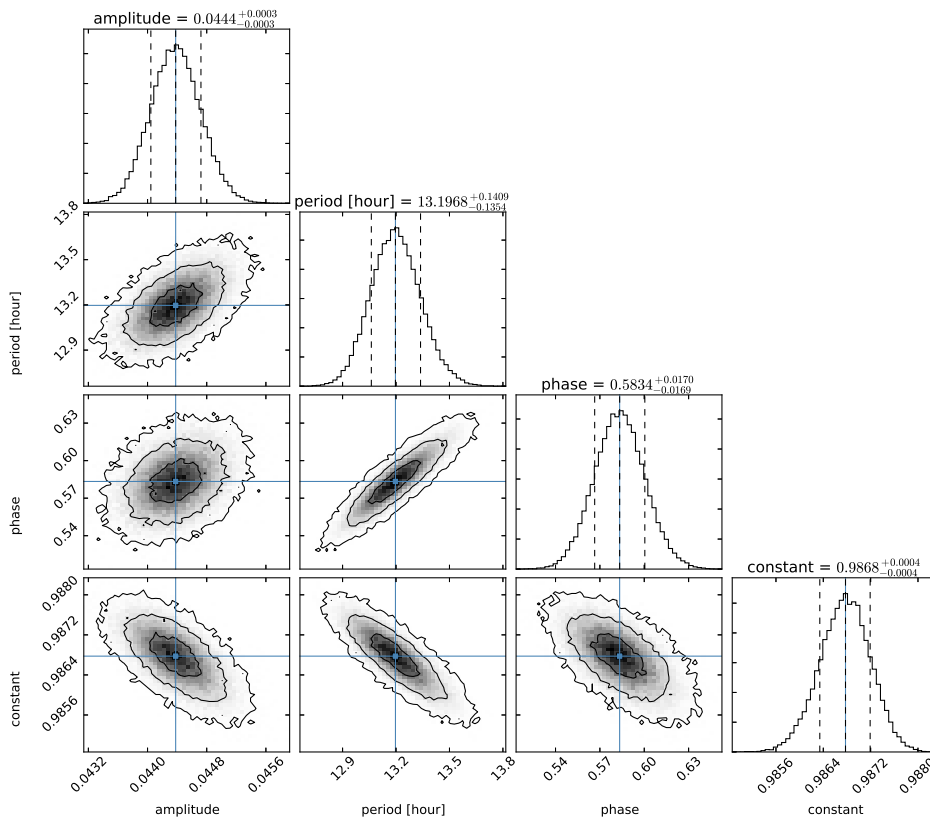 amplitude = 0.0444 +0.0003 −0.0003
period [hour] = 13.1968 +0.1409 −0.1354
13.8
13.5
13.2
12.9
period [hour]
phase = 0.5834 +0.0170 −0.0169
0.63
0.60
0.57
0.54
phase
constant = 0.9868 +0.0004 −0.0004
0.9880
0.9872
0.9864
0.9856
constant
0.0432 0.0440 0.0448 0.0456
12.9 13.2 13.5 13.8
0.54 0.57 0.60 0.63
0.9856 0.9864 0.9872 0.9880
amplitude period [hour] phase constant